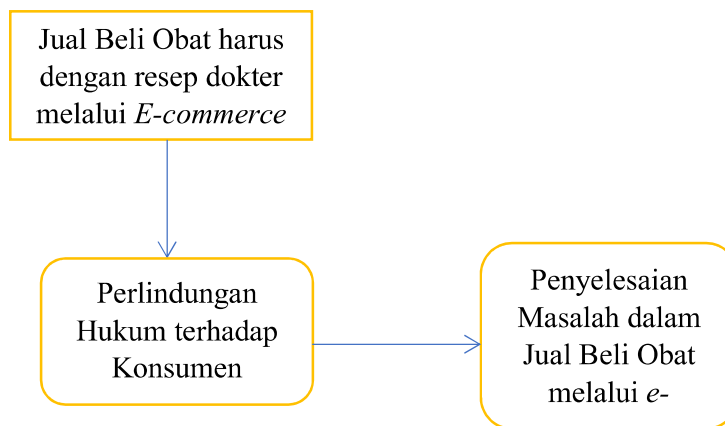 Jual Beli Obat harus
dengan resep dokter
melalui E-commerce
Perlindungan
Hukum terhadap
Konsumen
Penyelesaian
Masalah dalam
Jual Beli Obat
melalui e-